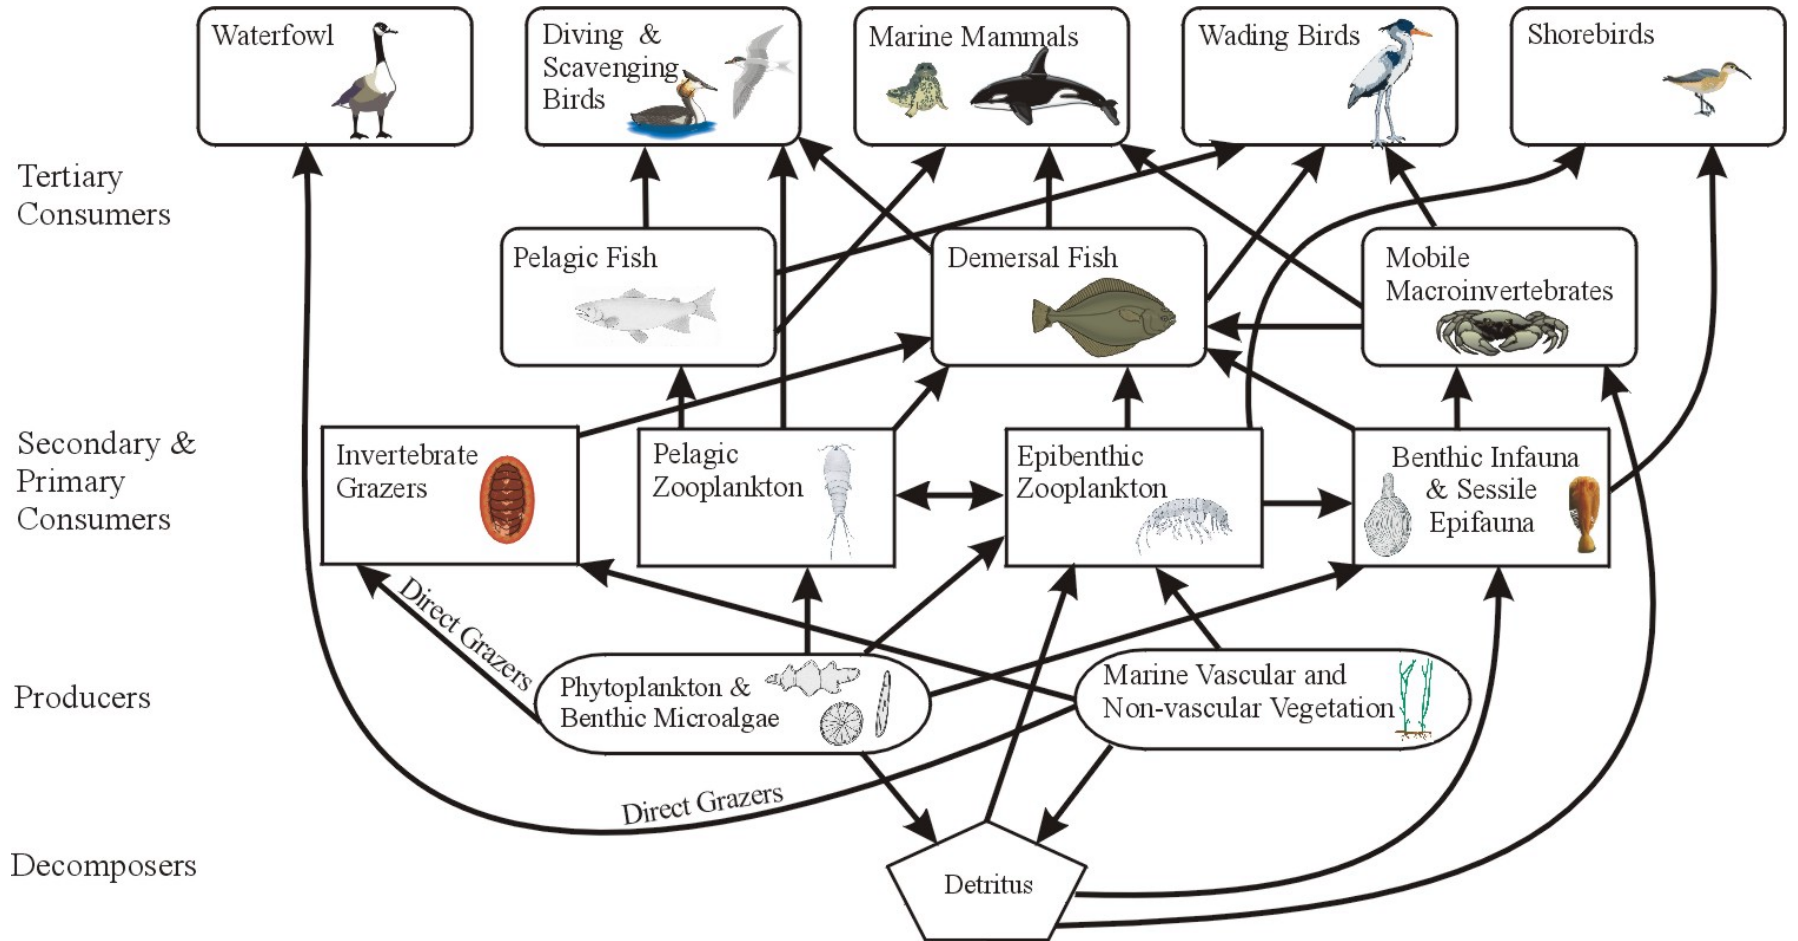 Waterfowl
Diving &
Scavenging
Birds
Marine Mammals
Wading Birds
Shorebirds
Tertiary
Consumers
Pelagic Fish
Demersal Fish
Mobile
Macroinvertebrates
Secondary &
Primary
Consumers
Invertebrate
Grazers
Pelagic
Zooplankton
Epibenthic
Zooplankton
Benthic Infauna
& Sessile
Epifauna
Direct Grazers
Producers
Phytoplankton &
Benthic Microalgae
Marine Vascular and
Non-vascular Vegetation
Direct Grazers
Decomposers
Detritus